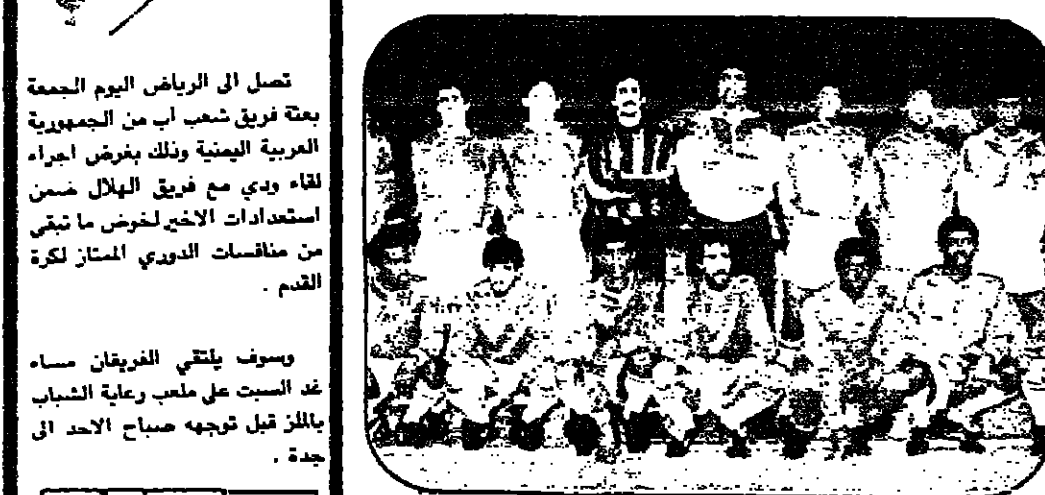 تصل الى الرياض اليوم الجمعة
بعثة فريق شعب اب من الجمهورية
العربية اليمنية وذلك بغرض اجراء
لقاء ودي مع فريق الهلال ضمن
استعدادات الاخير لخوض ما تبقى
من منافسات الدوري الممتاز لكرة
القدم .
وسوف يلتقي الفريقان مساء
غد السبت على ملعب رعاية الشباب
بالملز قبل توجهه صباح الاحد الى
جدة .